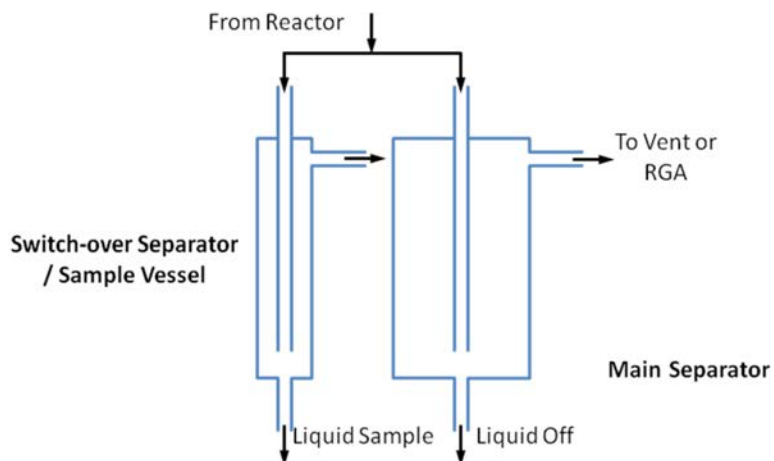 From Reactor
To Vent or
RGA
Switch-over Separator
/ Sample Vessel
Main Separator
Liquid Sample
Liquid Off